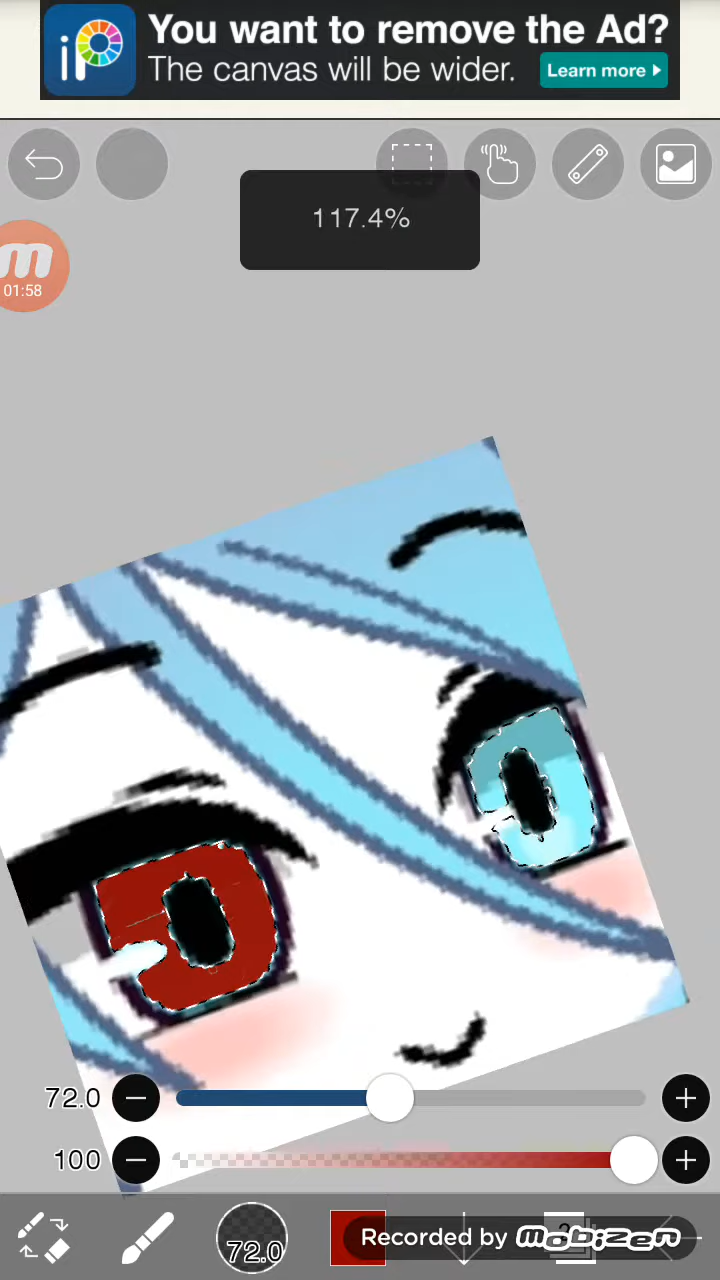 iP
You want to remove the Ad?
The canvas will be wider.
Learn more
117.4%
m
01:58
72.0
100
72.0
Recorded by mobizen